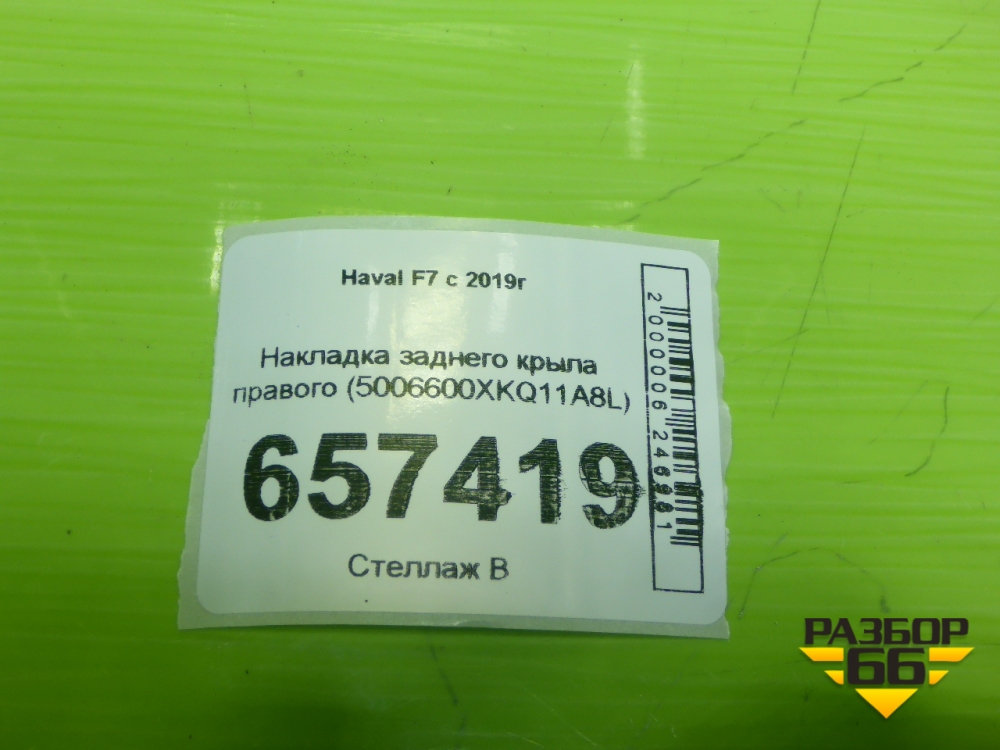 Haval F7 с 2019г
Накладка заднего крыла
правого (5006600XKQ11A8L)
657419
Стеллаж В
РАЗБОР
66